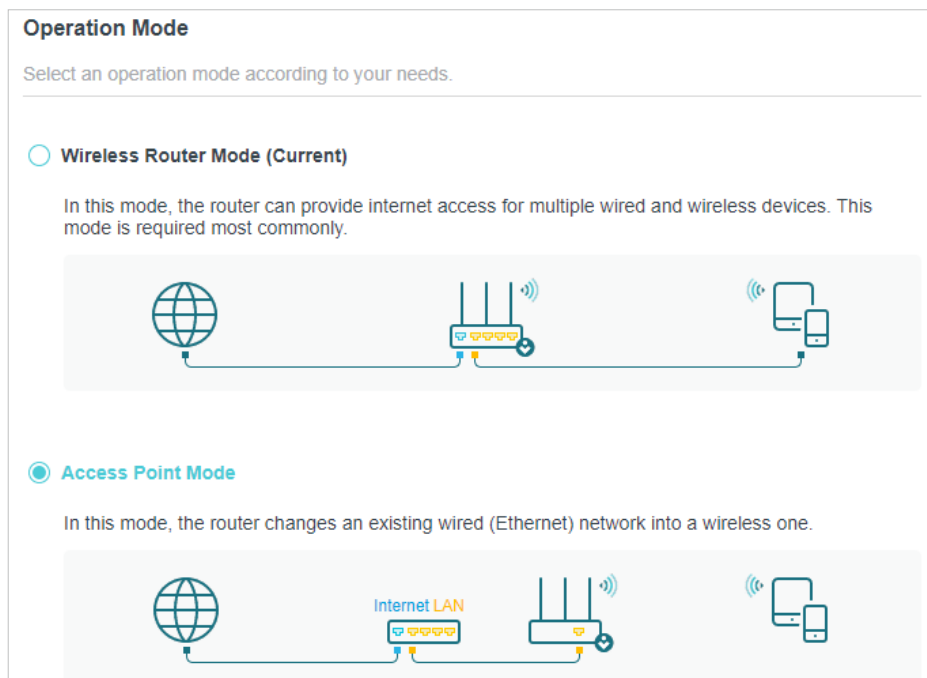 Operation Mode
Select an operation mode according to your needs.
Wireless Router Mode (Current)
In this mode, the router can provide internet access for multiple wired and wireless devices. This
mode is required most commonly.
Access Point Mode
In this mode, the router changes an existing wired (Ethernet) network into a wireless one.
Internet LAN